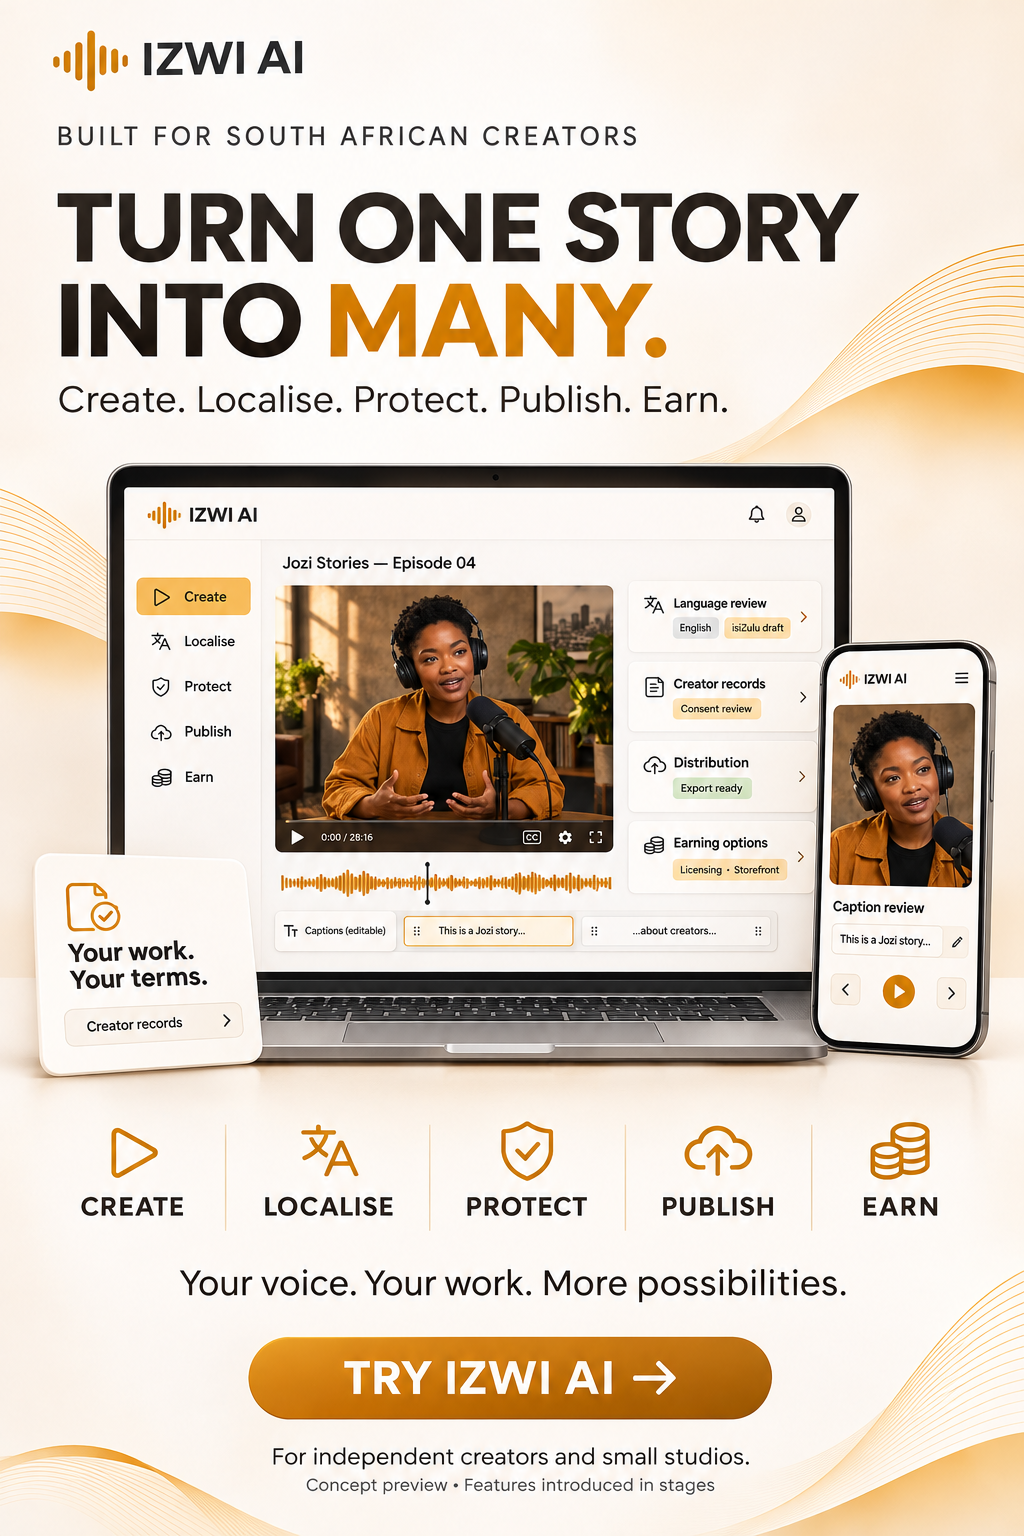 IZWI AI
BUILT FOR SOUTH AFRICAN CREATORS
TURN ONE STORY
INTO MANY.
Create. Localise. Protect. Publish. Earn.
IZWI AI
Create
Localise
Protect
Publish
Earn
Jozi Stories — Episode 04
0:00 / 28:16
CC
Language review
English
isiZulu draft
Creator records
Consent review
Distribution
Export ready
Earning options
Licensing • Storefront
TT Captions (editable)
This is a Jozi story...
...about creators...
IZWI AI
Caption review
This is a Jozi story...
Your work.
Your terms.
Creator records
CREATE
LOCALISE
PROTECT
PUBLISH
EARN
Your voice. Your work. More possibilities.
TRY IZWI AI →
For independent creators and small studios.
Concept preview • Features introduced in stages